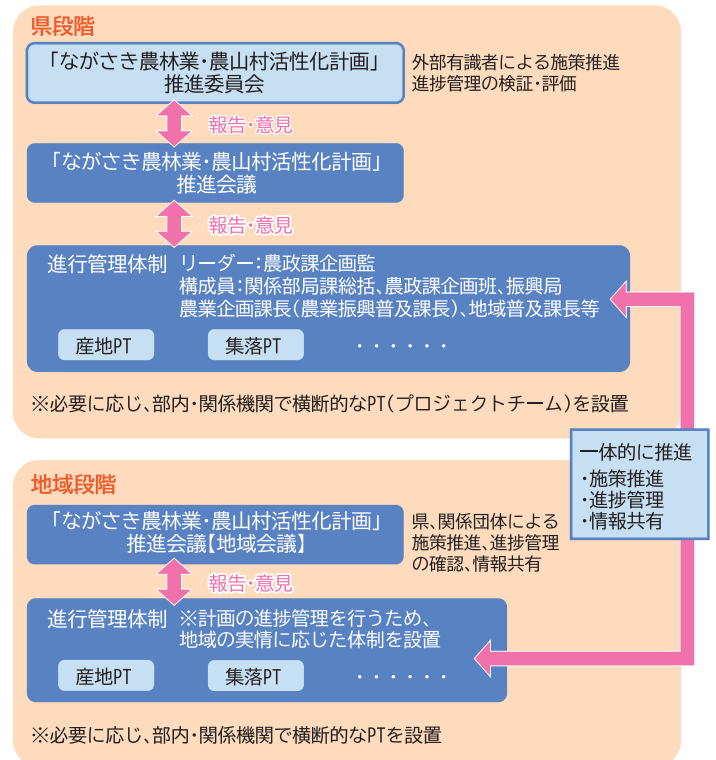 県段階
「ながさき農林業・農山村活性化計画」
推進委員会
外部有識者による施策推進
進捗管理の検証・評価
報告・意見
「ながさき農林業・農山村活性化計画」
推進会議
報告・意見
進行管理体制
リーダー：農政課企画監
構成員：関係部局課総括、農政課企画班、振興局
農業企画課長（農業振興普及課長）、地域普及課長等
産地PT
集落PT
・・・・・・
※必要に応じ、部内・関係機関で横断的なPT（プロジェクトチーム）を設置
一体的に推進
・施策推進
・進捗管理
・情報共有
地域段階
「ながさき農林業・農山村活性化計画」
推進会議【地域会議】
県、関係団体による
施策推進、進捗管理
の確認、情報共有
報告・意見
進行管理体制
※計画の進捗管理を行うため、
地域の実情に応じた体制を設置
産地PT
集落PT
・・・・・・
※必要に応じ、部内・関係機関で横断的なPTを設置